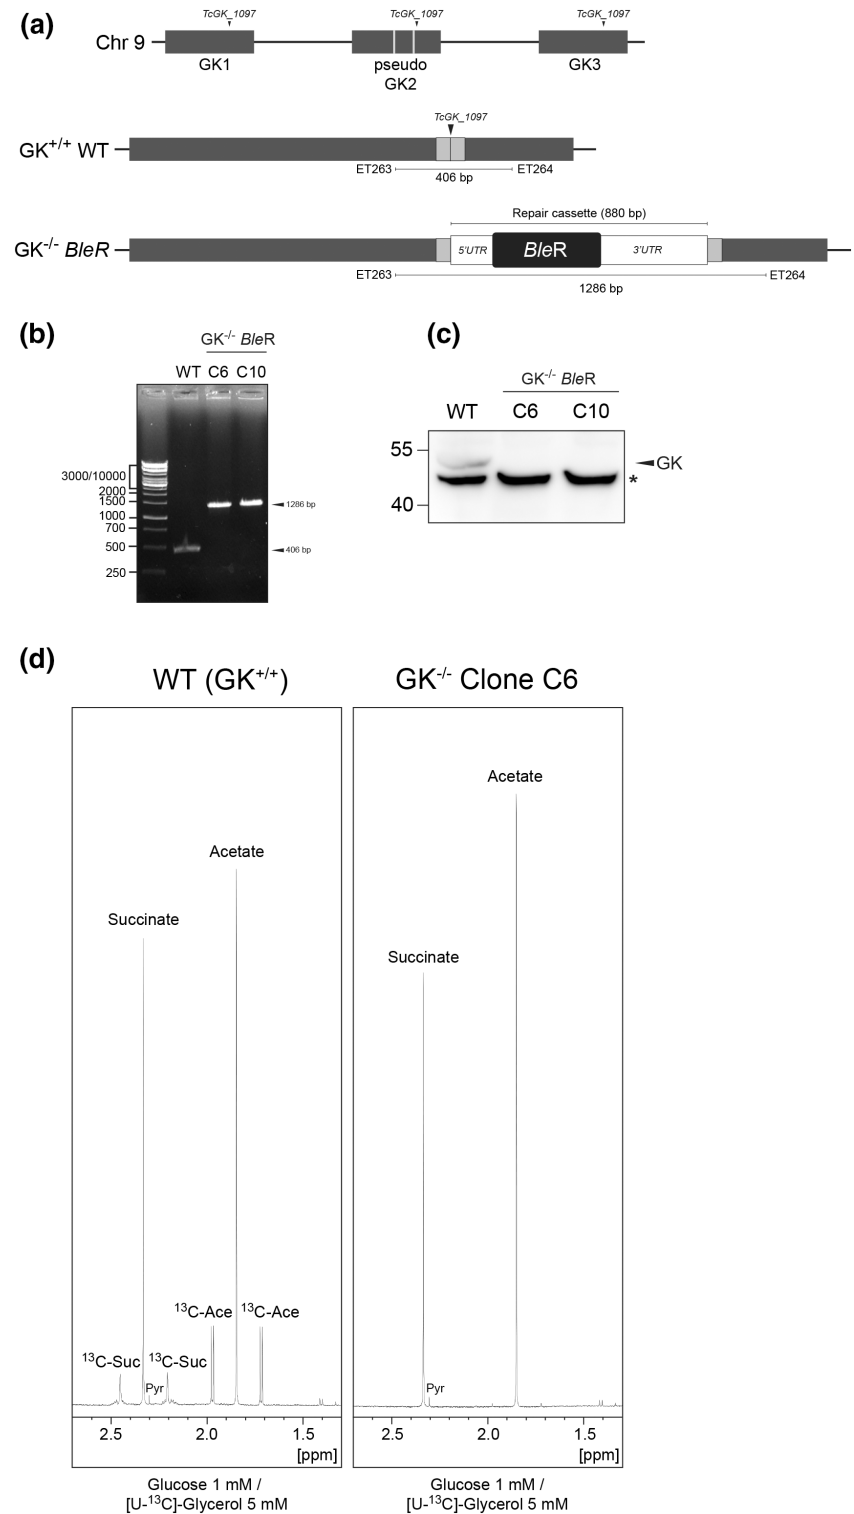 (a)
TcGK_1097 TcGK_1097 TcGK_1097
Chr 9
GK1 pseudo GK3
GK2
TcGK_1097
GK+/+ WT
ET263 406 bp ET264
Repair cassette (880 bp)
GK-/- BleR 5'UTR BleR 3'UTR
ET263 1286 bp ET264
(b)
GK-/- BleR
WT C6 C10
3000/10000
2000
1500
1000
700
500
250
1286 bp
406 bp
(c)
GK-/- BleR
WT C6 C10
55
40
GK
*
(d)
WT (GK+/+) GK-/- Clone C6
Acetate
Succinate
13C-Ace 13C-Ace
13C-Suc 13C-Suc
Pyr
2.5 2.0 1.5
[ppm]
Glucose 1 mM /
[U-13C]-Glycerol 5 mM
Acetate
Succinate
Pyr
2.5 2.0 1.5
[ppm]
Glucose 1 mM /
[U-13C]-Glycerol 5 mM